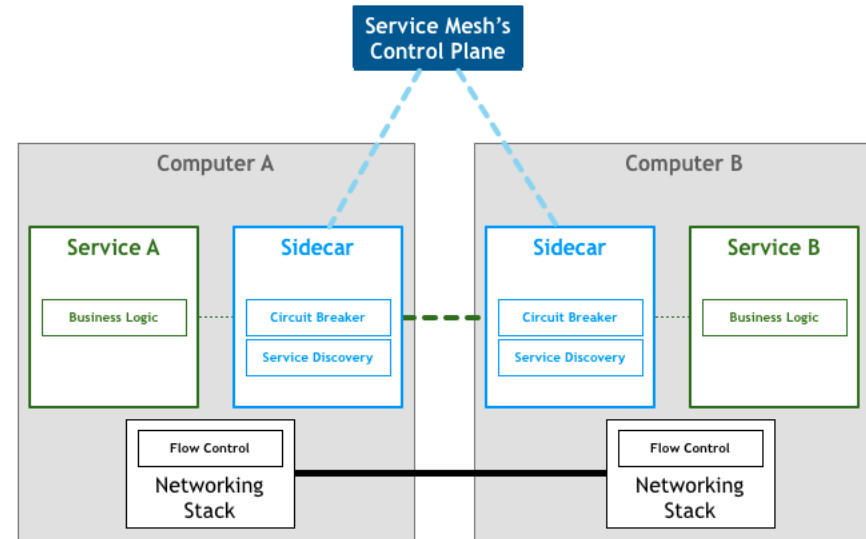 Service Mesh's
Control Plane
Computer A
Computer B
Service A
Sidecar
Sidecar
Service B
Business Logic
Circuit Breaker
Circuit Breaker
Business Logic
Service Discovery
Service Discovery
Flow Control
Flow Control
Networking
Stack
Networking
Stack